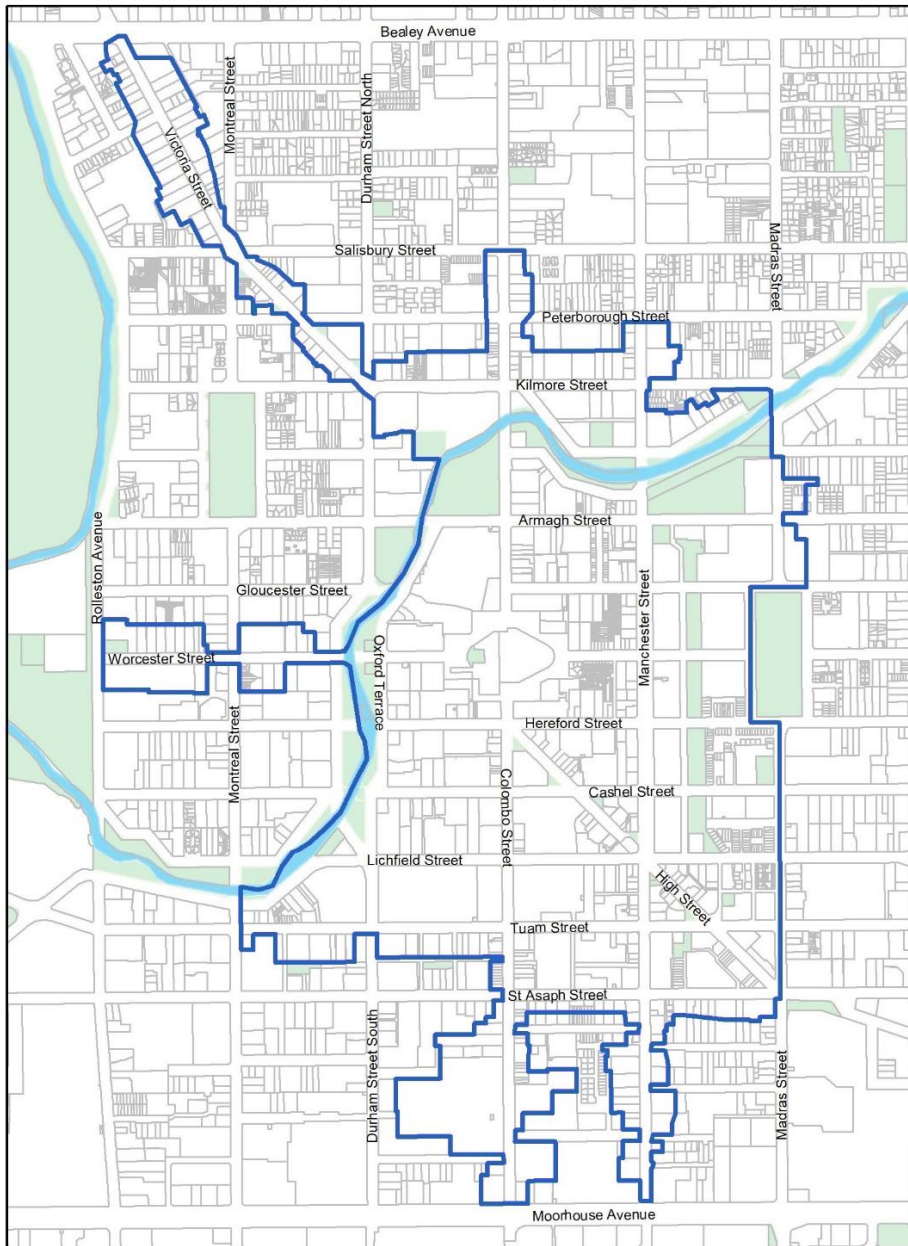 Bealey Avenue
Montreal Street
Durham Street North
Victoria Street
Salisbury Street
Madras Street
Peterborough Street
Kilmore Street
Armagh Street
Rolleston Avenue
Gloucester Street
Manchester Street
Oxford Terrace
Worcester Street
Hereford Street
Montreal Street
Colombo Street
Cashel Street
Lichfield Street
High Street
Tuam Street
St Asaph Street
Durham Street South
Madras Street
Moorhouse Avenue